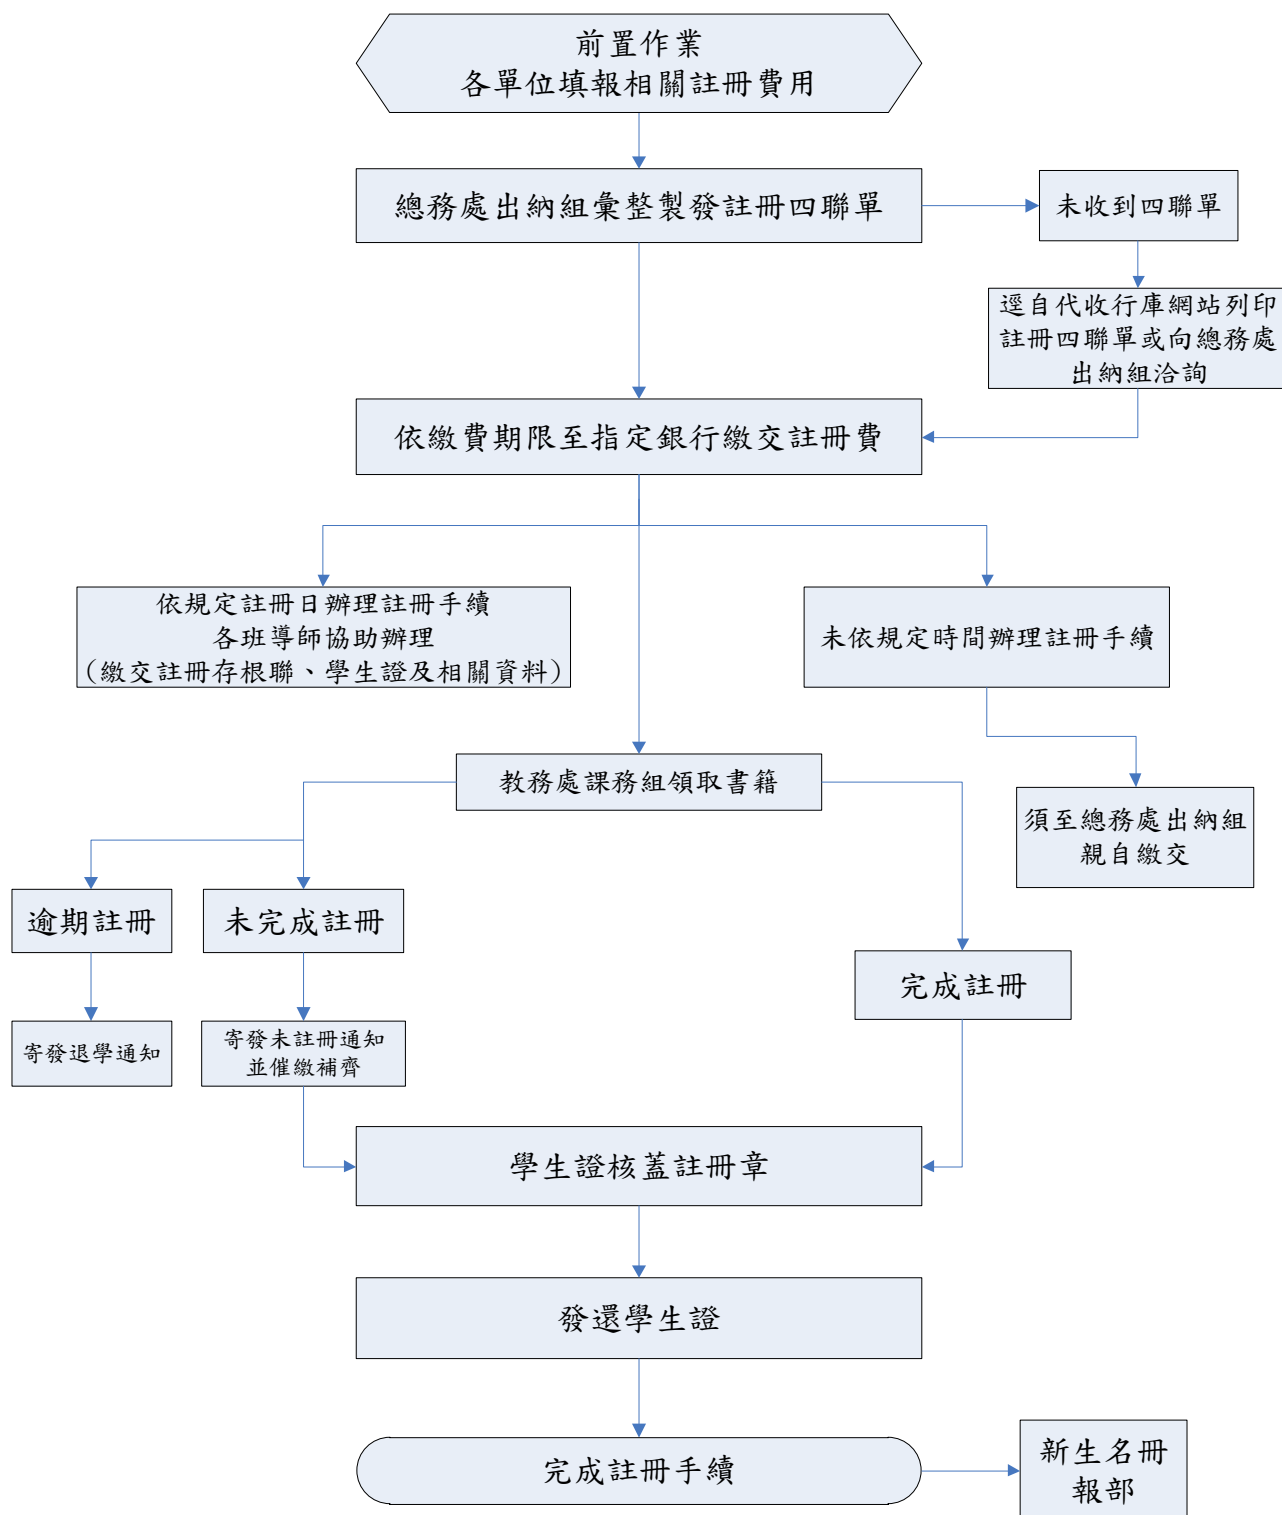 前置作業
各單位填報相關註冊費用
總務處出納組彙整製發註冊四聯單
未收到四聯單
逕自代收行庫網站列印
註冊四聯單或向總務處
出納組洽詢
依繳費期限至指定銀行繳交註冊費
依規定註冊日辦理註冊手續
各班導師協助辦理
(繳交註冊存根聯、學生證及相關資料)
未依規定時間辦理註冊手續
教務處課務組領取書籍
須至總務處出納組
親自繳交
逾期註冊
未完成註冊
完成註冊
寄發退學通知
寄發未註冊通知
並催繳補齊
學生證核蓋註冊章
發還學生證
完成註冊手續
新生名冊
報部